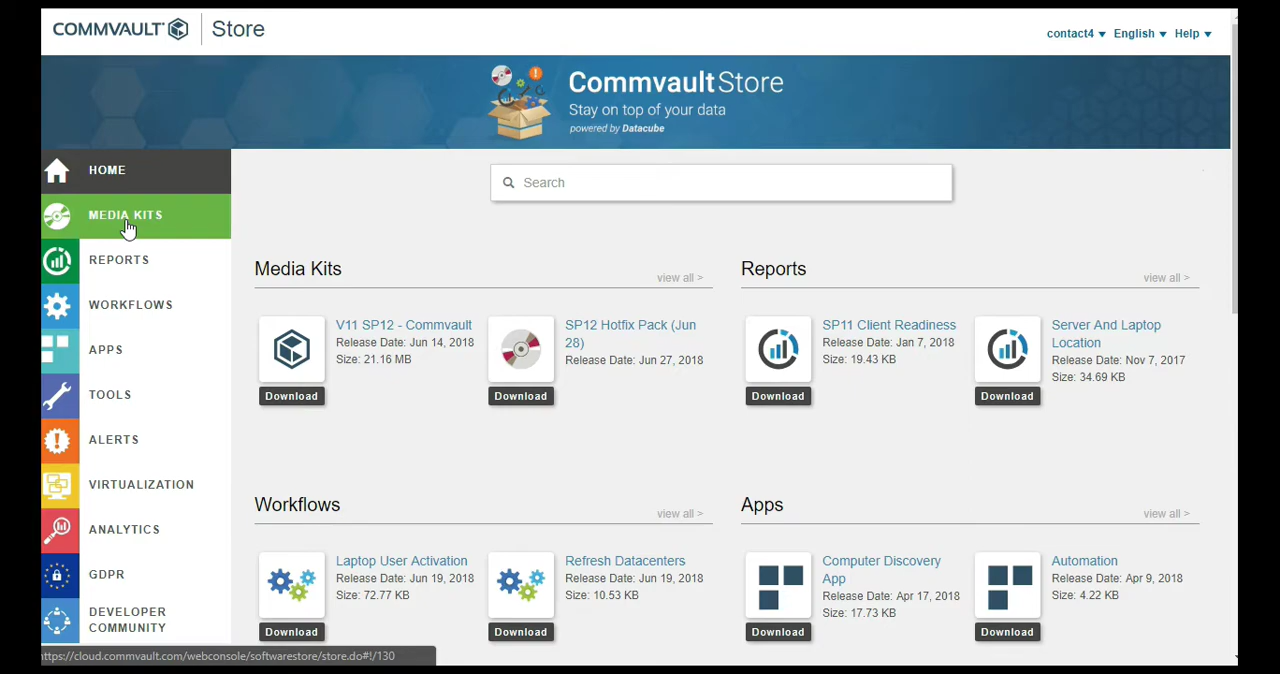 COMMVAULT Store
contact4 English Help
Commvault Store
Stay on top of your data
powered by Datacube
HOME
MEDIA KITS
REPORTS
WORKFLOWS
APPS
TOOLS
ALERTS
VIRTUALIZATION
ANALYTICS
GDPR
DEVELOPER
COMMUNITY
Search
Media Kits
view all >
V11 SP12 - Commvault
Release Date: Jun 14, 2018
Size: 21.16 MB
Download
SP12 Hotfix Pack (Jun
28)
Release Date: Jun 27, 2018
Download
Reports
view all >
SP11 Client Readiness
Release Date: Jan 7, 2018
Size: 19.43 KB
Download
Server And Laptop
Location
Release Date: Nov 7, 2017
Size: 34.69 KB
Download
Workflows
view all >
Laptop User Activation
Release Date: Jun 19, 2018
Size: 72.77 KB
Download
Refresh Datacenters
Release Date: Jun 19, 2018
Size: 10.53 KB
Download
Apps
view all >
Computer Discovery
App
Release Date: Apr 17, 2018
Size: 17.73 KB
Download
Automation
Release Date: Apr 9, 2018
Size: 4.22 KB
Download
https://cloud.commvault.com/webconsole/softwarestore/store.do#!/130